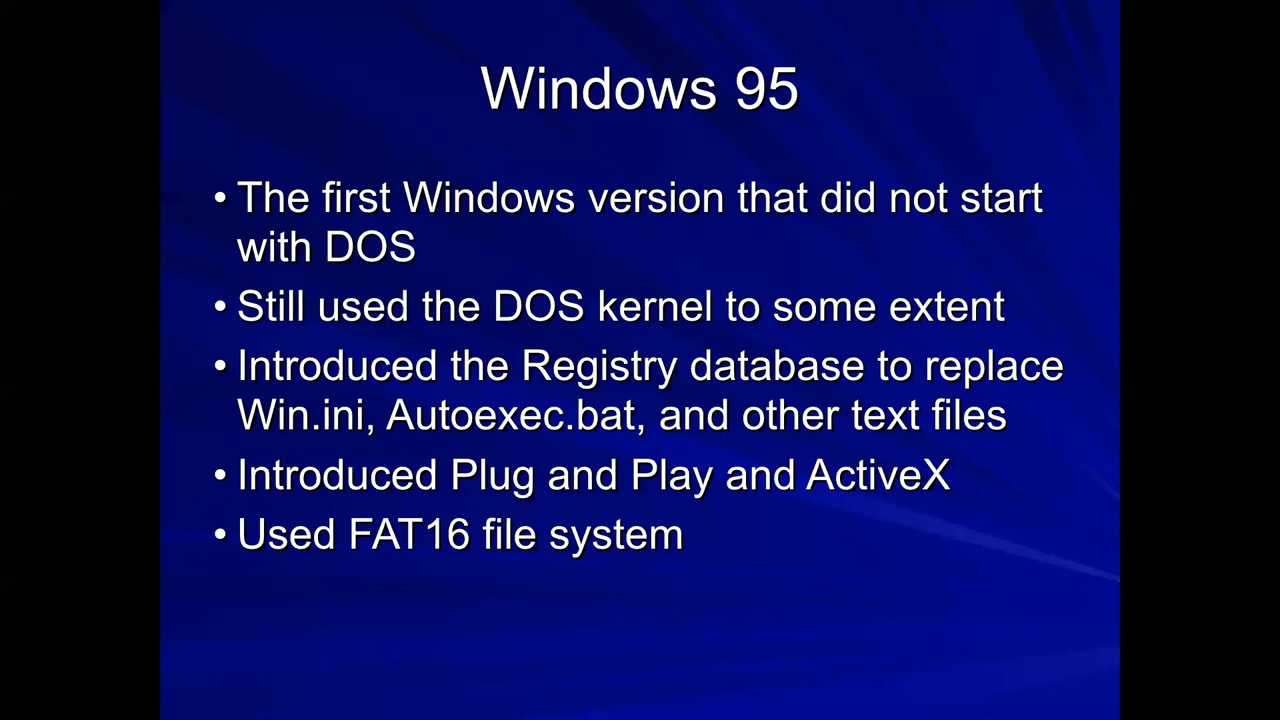 Windows 95
• The first Windows version that did not start
with DOS
• Still used the DOS kernel to some extent
• Introduced the Registry database to replace
Win.ini, Autoexec.bat, and other text files
• Introduced Plug and Play and ActiveX
• Used FAT16 file system